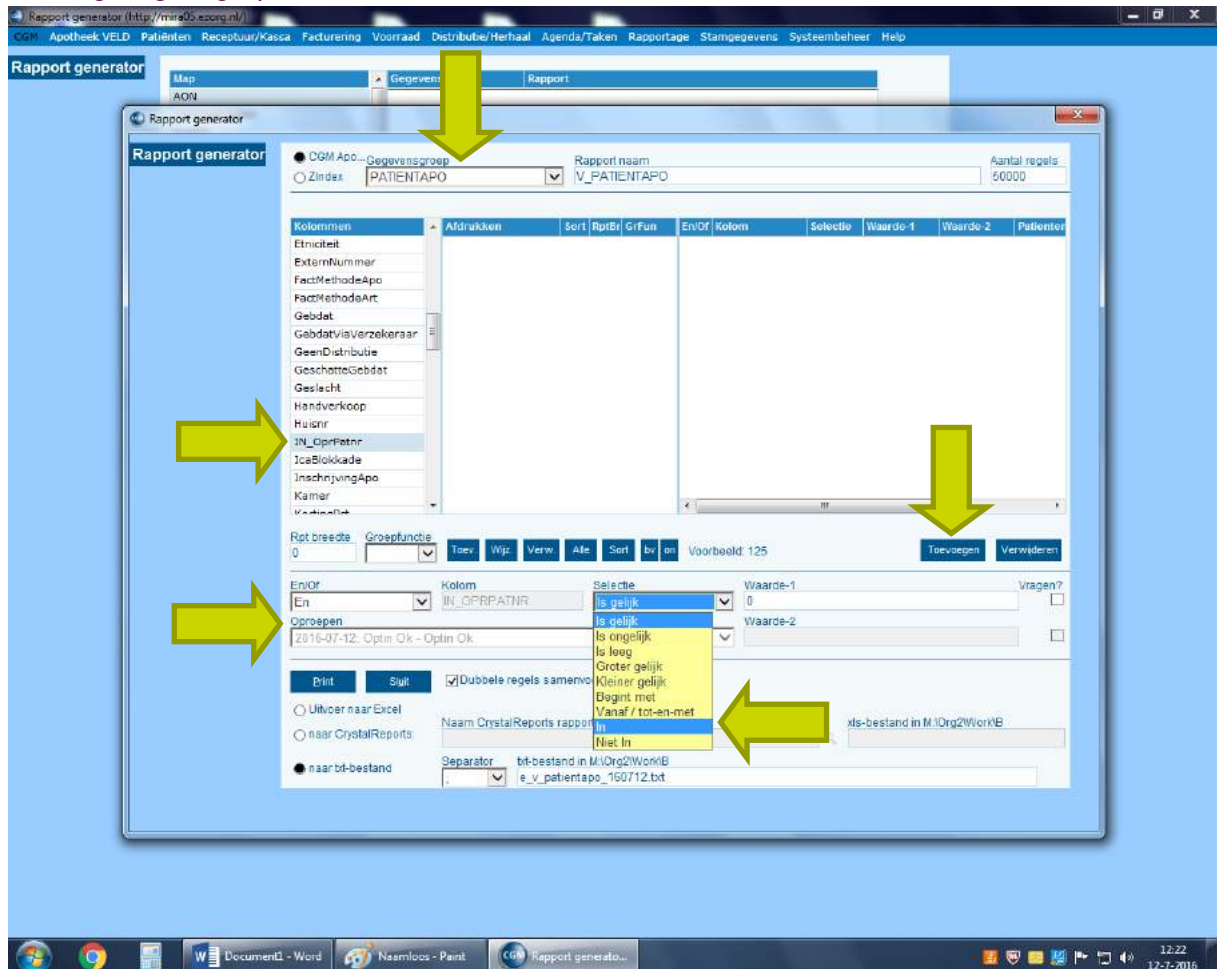 Rapport generator (http://mira05.ezorg.nl/)
CGM Apotheek VELD Patiënten Receptuur/Kassa Facturering Voorraad Distributie/Herhaal Agenda/Taken Rapportage Stamgegevens Systeembeheer Help
Rapport generator
Map Gegevens Rapport
AON
Rapport generator
Rapport generator
CGM Apo... Gegevensgroep Rapport naam Aantal regels
Zindex PATIENTAPO V_PATIENTAPO 50000
Kolommen Afdrukken Sort RptBr GrFun En/Of Kolom Selectie Waarde-1 Waarde-2 Patienten
Etniciteit
ExternNummer
FactMethodeApo
FactMethodeArt
Gebdat
GebdatViaVerzekeraar
GeenDistributie
GeschatteGebdat
Geslacht
Handverkoop
Huisnr
IN_OprPatnr
IcaBlokkade
InschrijvingApo
Kamer
Rpt breedte Groepfunctie
0 Toev. Wijz. Verw. Alle Sort bv on Voorbeeld: 125 Toevoegen Verwijderen
En/Of Kolom Selectie Waarde-1 Vragen?
En IN_OPRPATNR Is gelijk 0
Oproepen Is gelijk Waarde-2
2016-07-12: Optin Ok - Optin Ok Is ongelijk
Is leeg
Groter gelijk
Print Sluit Dubbele regels samenvo Kleiner gelijk
Begint met
Uitvoer naar Excel Vanaf / tot-en-met
Naam CrystalReports rapport In xls-bestand in M:\Org2\Work\B
naar CrystalReports:
Niet In
Separator txt-bestand in M:\Org2\Work\B
naar txt-bestand ; e_v_patientapo_160712.txt
Document1 - Word Naamloos - Paint CGM Rapport generato...
12:22
12-7-2016